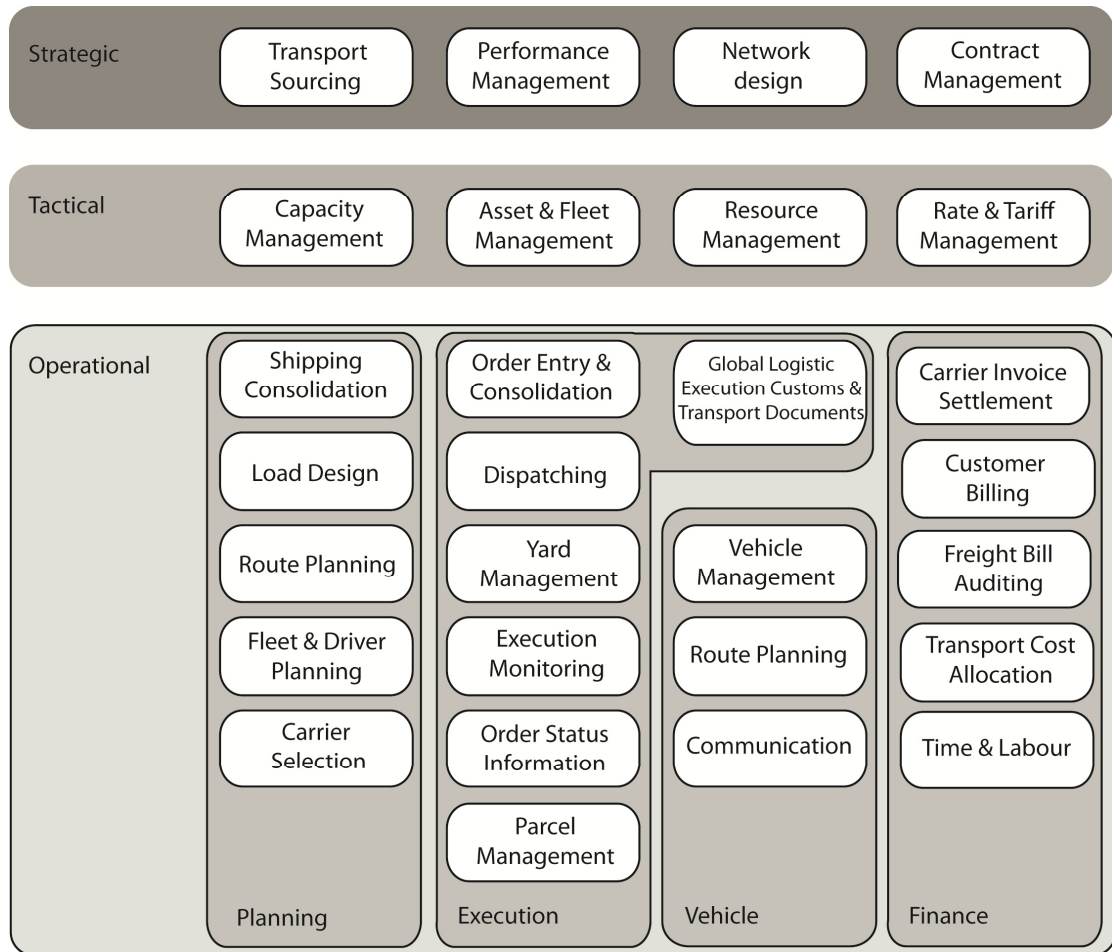 Strategic
Transport
Sourcing
Performance
Management
Network
design
Contract
Management
Tactical
Capacity
Management
Asset & Fleet
Management
Resource
Management
Rate & Tariff
Management
Operational
Shipping
Consolidation
Load Design
Route Planning
Fleet & Driver
Planning
Carrier
Selection
Planning
Order Entry &
Consolidation
Dispatching
Yard
Management
Execution
Monitoring
Order Status
Information
Parcel
Management
Execution
Global Logistic
Execution Customs &
Transport Documents
Vehicle
Management
Route Planning
Communication
Vehicle
Carrier Invoice
Settlement
Customer
Billing
Freight Bill
Auditing
Transport Cost
Allocation
Time & Labour
Finance